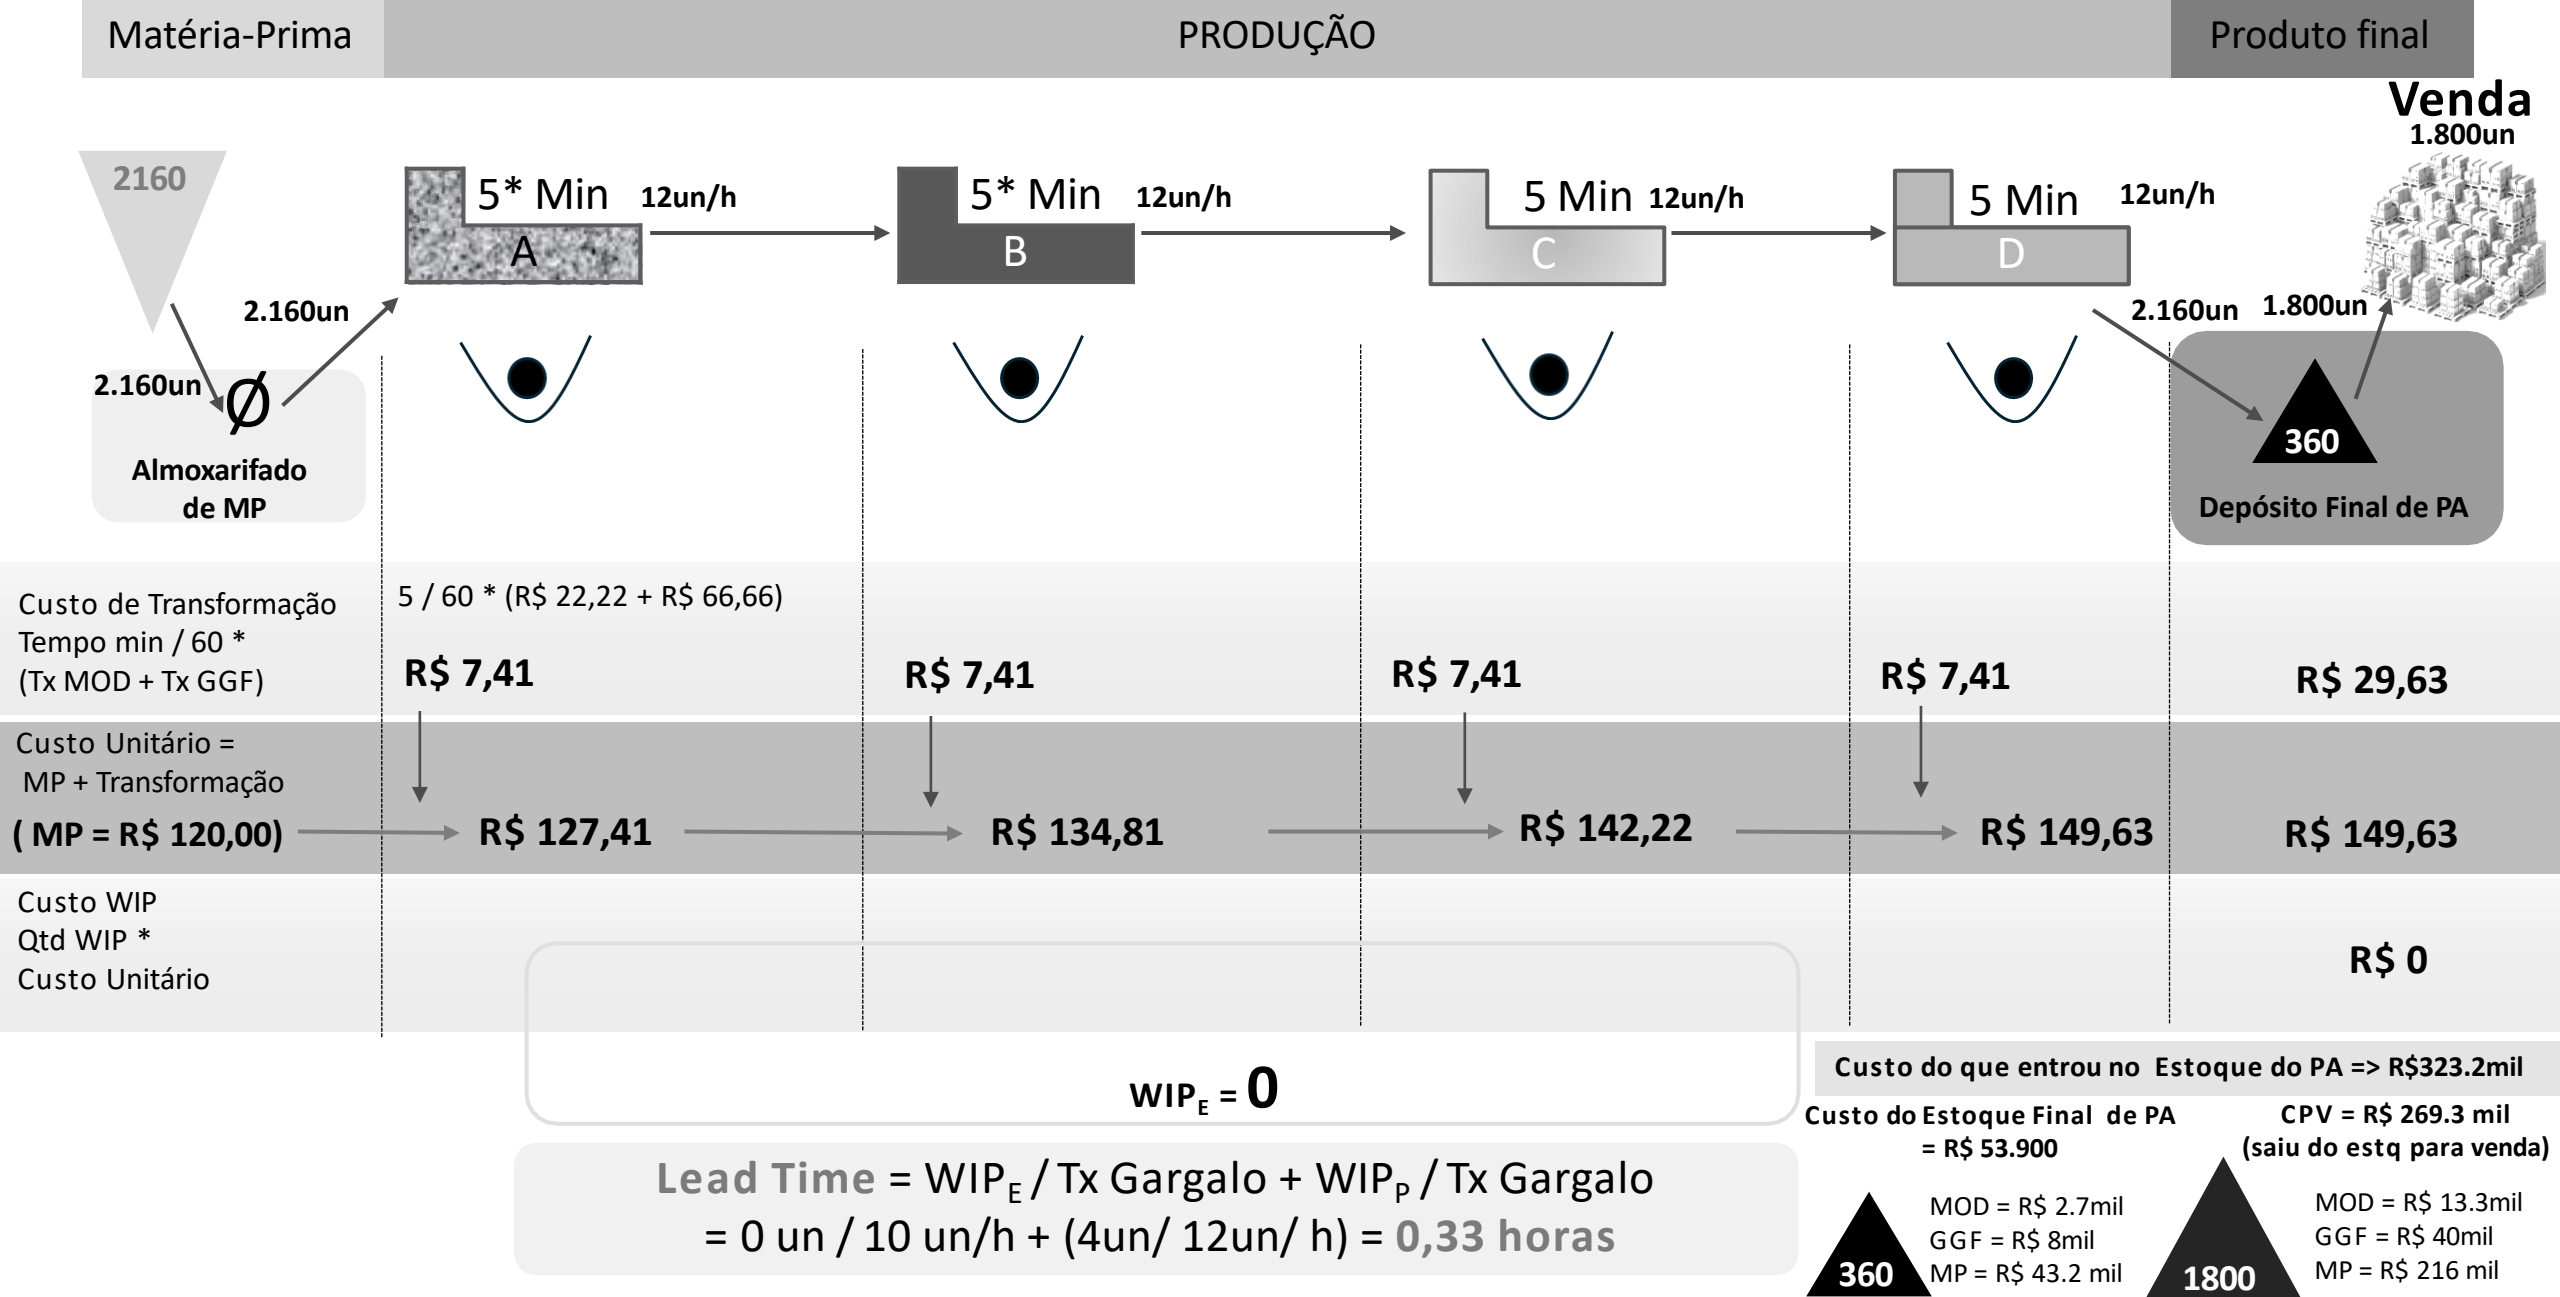 Matéria-Prima
PRODUÇÃO
Produto final
Venda
1.800un
2160
5* Min
12un/h
A
5* Min
12un/h
B
5 Min
12un/h
C
5 Min
12un/h
D
2.160un
2.160un
Ø
Almoxarifado
de MP
2.160un
1.800un
360
Depósito Final de PA
Custo de Transformação
Tempo min / 60 *
(Tx MOD + Tx GGF)
5 / 60 * (R$ 22,22 + R$ 66,66)
R$ 7,41
R$ 7,41
R$ 7,41
R$ 7,41
R$ 29,63
Custo Unitário =
MP + Transformação
( MP = R$ 120,00)
R$ 127,41
R$ 134,81
R$ 142,22
R$ 149,63
R$ 149,63
Custo WIP
Qtd WIP *
Custo Unitário
R$ 0
WIPE = 0
Lead Time = WIPE / Tx Gargalo + WIPP / Tx Gargalo
= 0 un / 10 un/h + (4un/ 12un/ h) = 0,33 horas
Custo do que entrou no Estoque do PA => R$323.2mil
Custo do Estoque Final de PA
= R$ 53.900
360
MOD = R$ 2.7mil
GGF = R$ 8mil
MP = R$ 43.2 mil
CPV = R$ 269.3 mil
(saiu do estq para venda)
1800
MOD = R$ 13.3mil
GGF = R$ 40mil
MP = R$ 216 mil